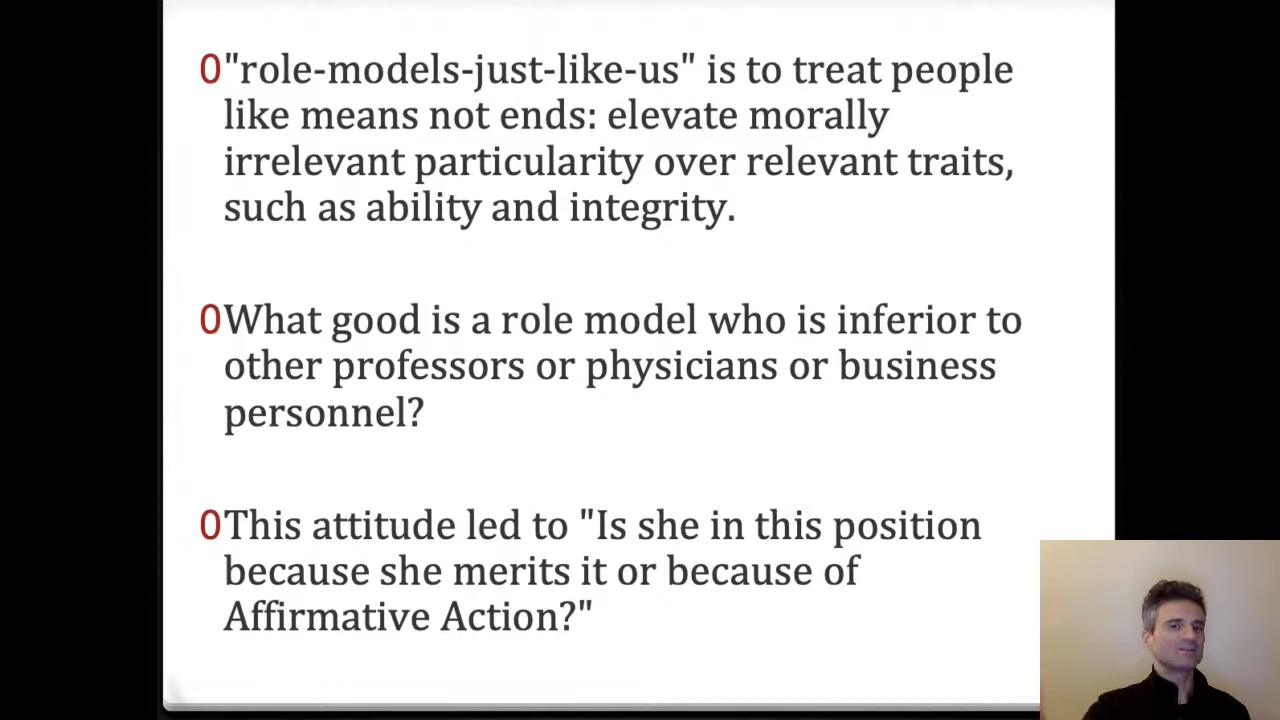 0"role-models-just-like-us" is to treat people
like means not ends: elevate morally
irrelevant particularity over relevant traits,
such as ability and integrity.
0What good is a role model who is inferior to
other professors or physicians or business
personnel?
0This attitude led to "Is she in this position
because she merits it or because of
Affirmative Action?"